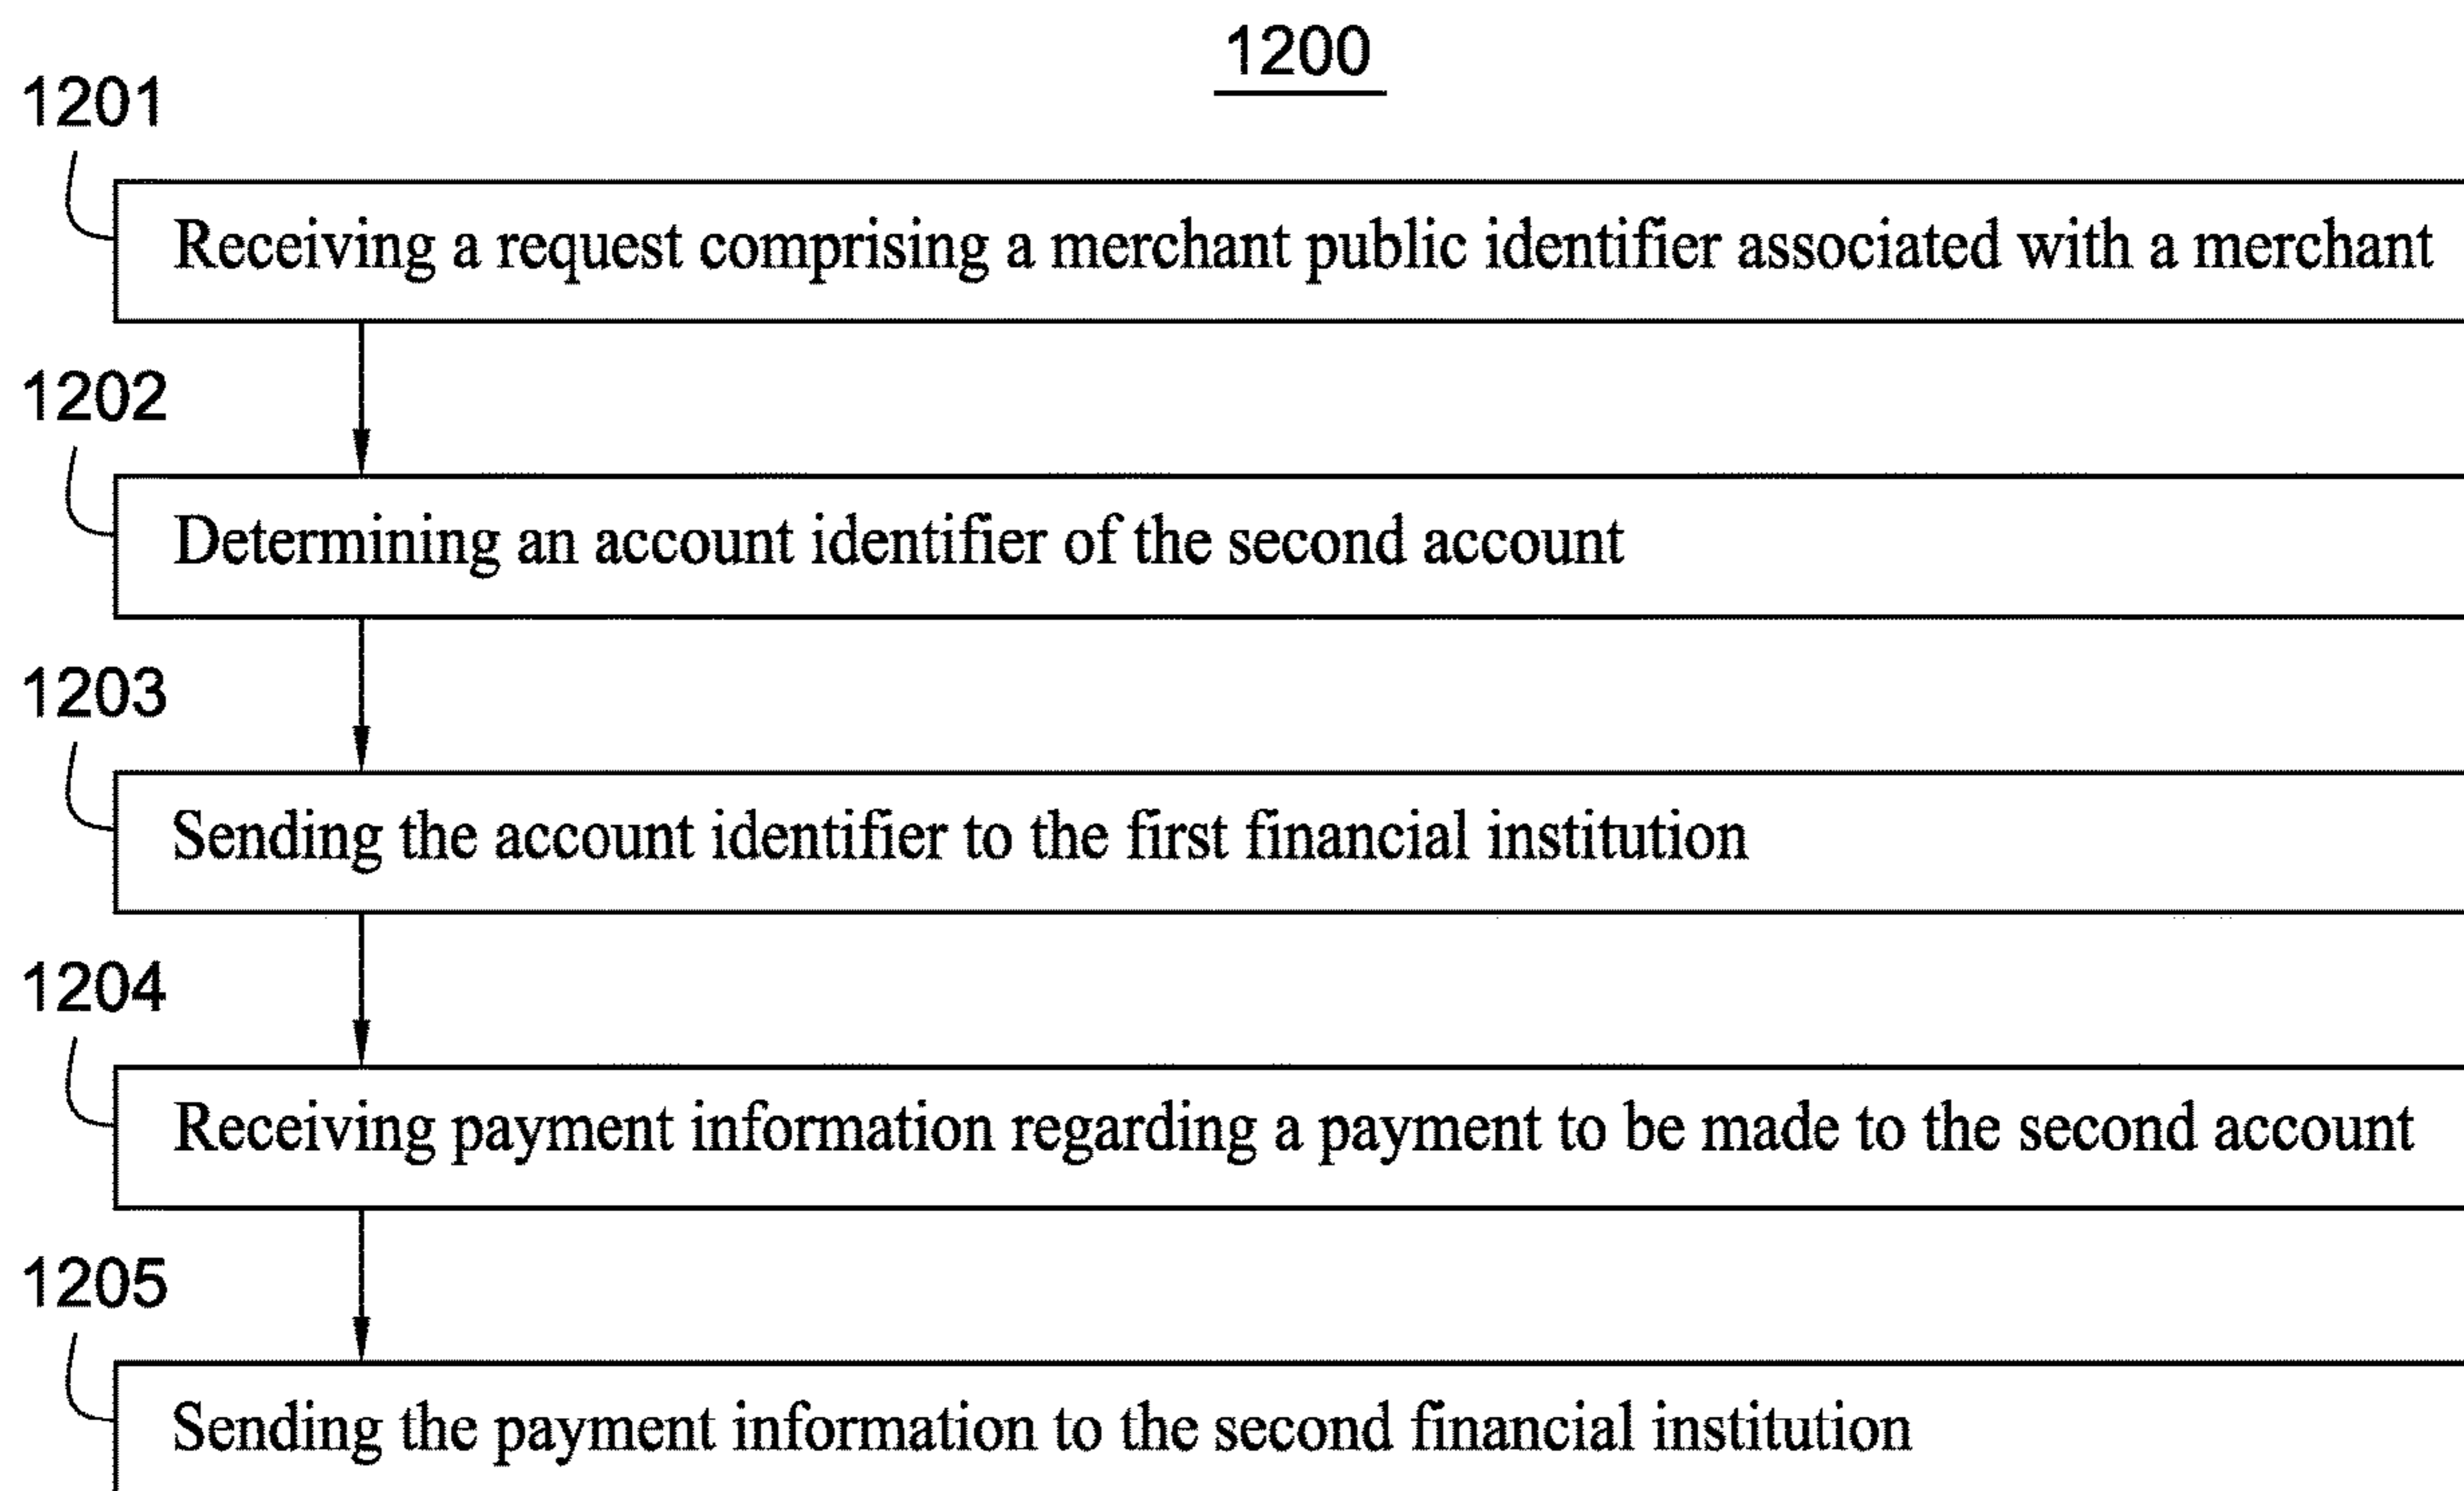 1200
1201
Receiving a request comprising a merchant public identifier associated with a merchant
1202
Determining an account identifier of the second account
1203
Sending the account identifier to the first financial institution
1204
Receiving payment information regarding a payment to be made to the second account
1205
Sending the payment information to the second financial institution